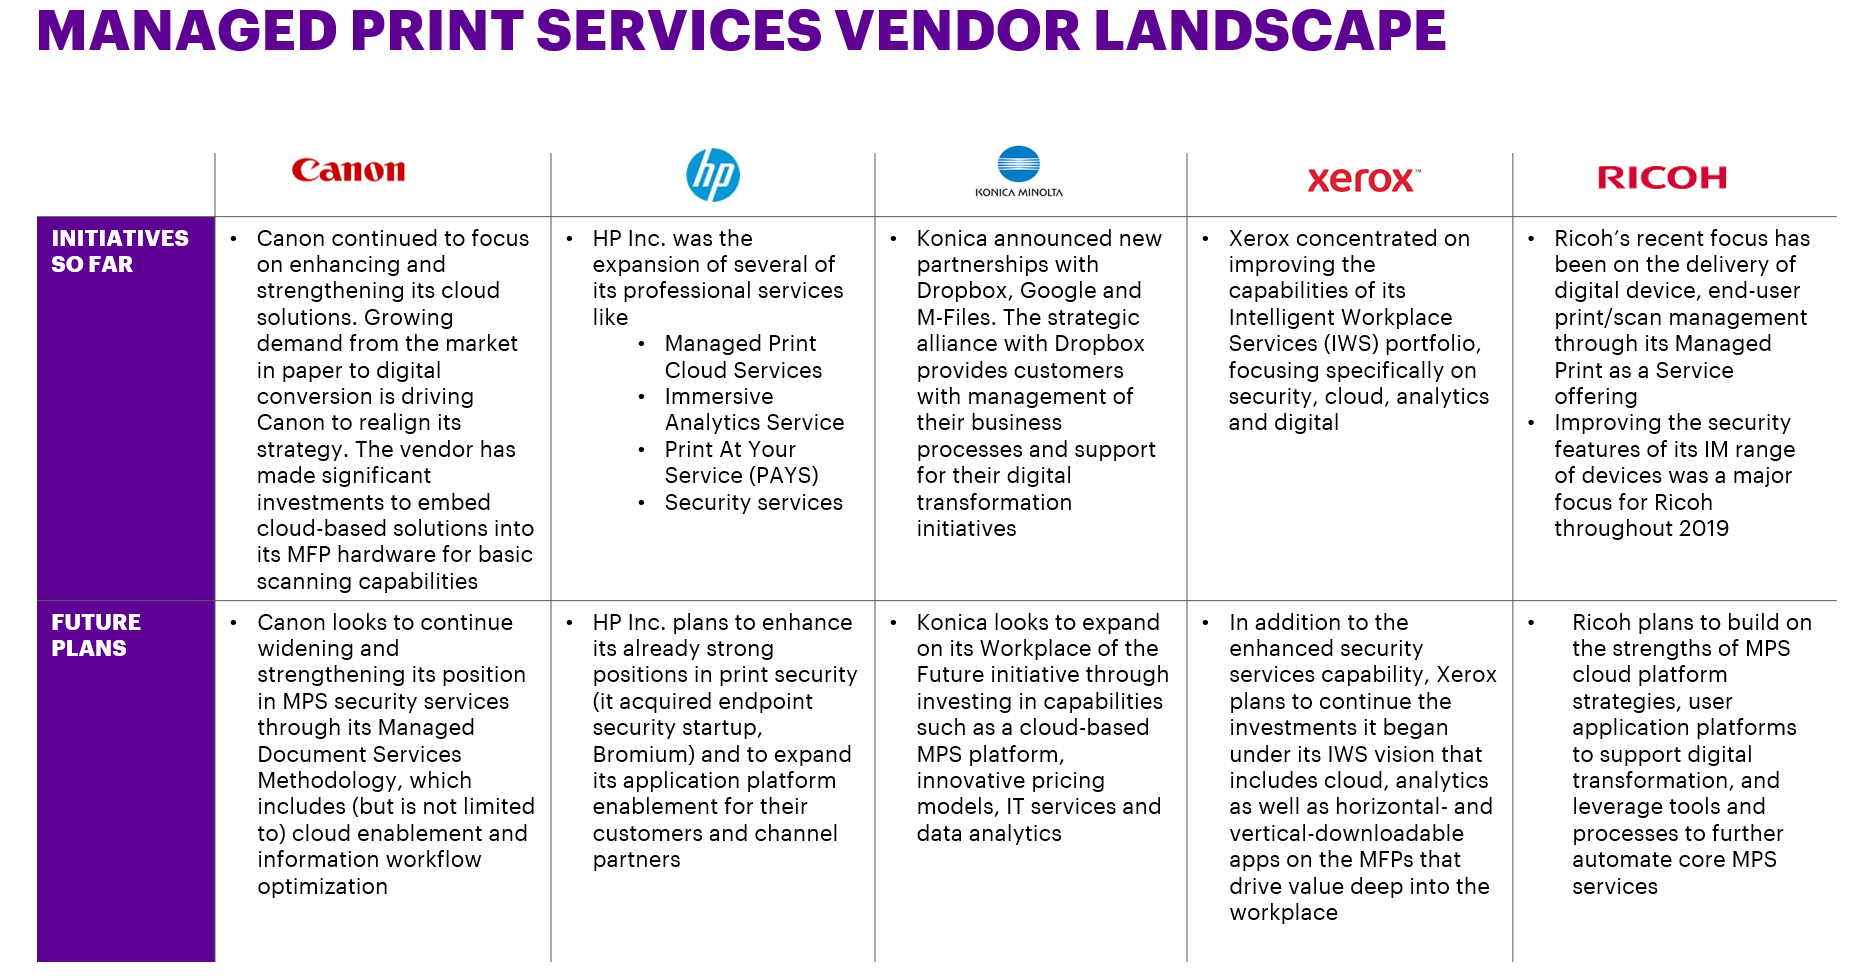 MANAGED PRINT SERVICES VENDOR LANDSCAPE
Canon
hp
KONICA MINOLTA
xerox™
RICOH
INITIATIVES
SO FAR
• Canon continued to focus
on enhancing and
strengthening its cloud
solutions. Growing
demand from the market
in paper to digital
conversion is driving
Canon to realign its
strategy. The vendor has
made significant
investments to embed
cloud-based solutions into
its MFP hardware for basic
scanning capabilities
• HP Inc. was the
expansion of several of
its professional services
like
• Managed Print
Cloud Services
• Immersive
Analytics Service
• Print At Your
Service (PAYS)
• Security services
• Konica announced new
partnerships with
Dropbox, Google and
M-Files. The strategic
alliance with Dropbox
provides customers
with management of
their business
processes and support
for their digital
transformation
initiatives
• Xerox concentrated on
improving the
capabilities of its
Intelligent Workplace
Services (IWS) portfolio,
focusing specifically on
security, cloud, analytics
and digital
• Ricoh’s recent focus has
been on the delivery of
digital device, end-user
print/scan management
through its Managed
Print as a Service
offering
• Improving the security
features of its IM range
of devices was a major
focus for Ricoh
throughout 2019
FUTURE
PLANS
• Canon looks to continue
widening and
strengthening its position
in MPS security services
through its Managed
Document Services
Methodology, which
includes (but is not limited
to) cloud enablement and
information workflow
optimization
• HP Inc. plans to enhance
its already strong
positions in print security
(it acquired endpoint
security startup,
Bromium) and to expand
its application platform
enablement for their
customers and channel
partners
• Konica looks to expand
on its Workplace of the
Future initiative through
investing in capabilities
such as a cloud-based
MPS platform,
innovative pricing
models, IT services and
data analytics
• In addition to the
enhanced security
services capability, Xerox
plans to continue the
investments it began
under its IWS vision that
includes cloud, analytics
as well as horizontal- and
vertical-downloadable
apps on the MFPs that
drive value deep into the
workplace
• Ricoh plans to build on
the strengths of MPS
cloud platform
strategies, user
application platforms
to support digital
transformation, and
leverage tools and
processes to further
automate core MPS
services